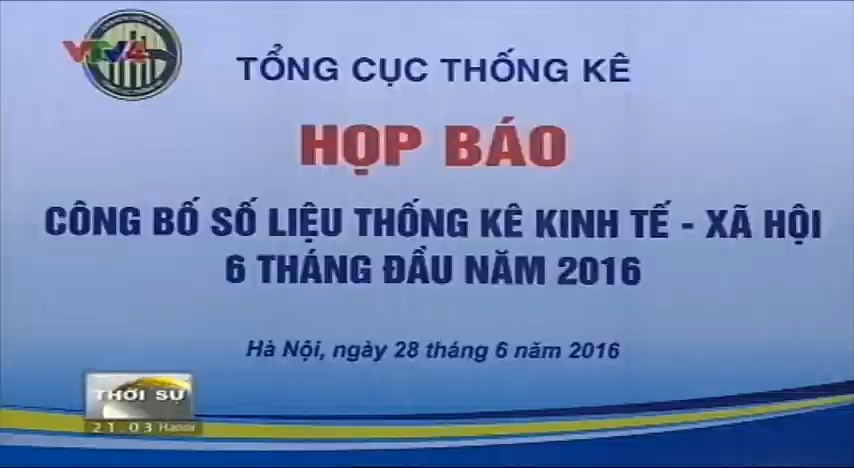 VTV4
TỔNG CỤC THỐNG KÊ
HỌP BÁO
CÔNG BỐ SỐ LIỆU THỐNG KÊ KINH TẾ - XÃ HỘI
6 THÁNG ĐẦU NĂM 2016
Hà Nội, ngày 28 tháng 6 năm 2016
THỜI SỰ
21.03 Hanoi